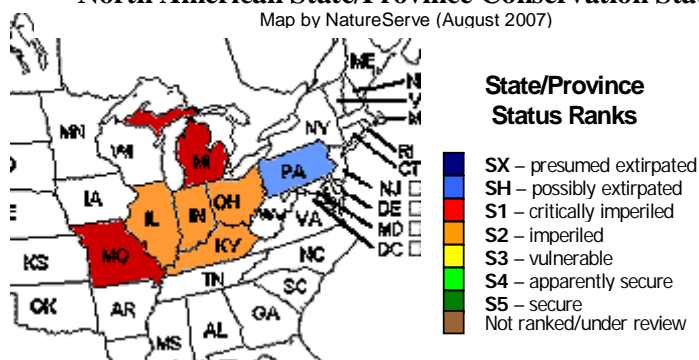 North American State/Province Conservation Stat
Map by NatureServe (August 2007)
ME
MN
WI
NY
MI
RI
CT
IA
PA
NJ
IL
IN
OH
DE
MD
DC
VA
KS
MO
KY
NC
TN
OK
AR
SC
MS
AL
GA
State/Province
Status Ranks
SX – presumed extirpated
SH – possibly extirpated
S1 – critically imperiled
S2 – imperiled
S3 – vulnerable
S4 – apparently secure
S5 – secure
Not ranked/under review